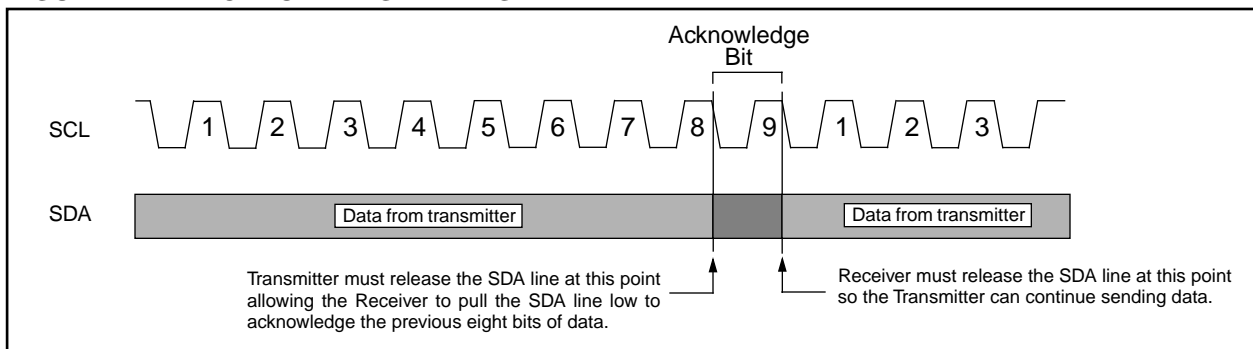 Acknowledge
Bit
SCL
1 2 3 4 5 6 7 8 9 1 2 3
SDA
Data from transmitter
Data from transmitter
Transmitter must release the SDA line at this point
allowing the Receiver to pull the SDA line low to
acknowledge the previous eight bits of data.
Receiver must release the SDA line at this point
so the Transmitter can continue sending data.